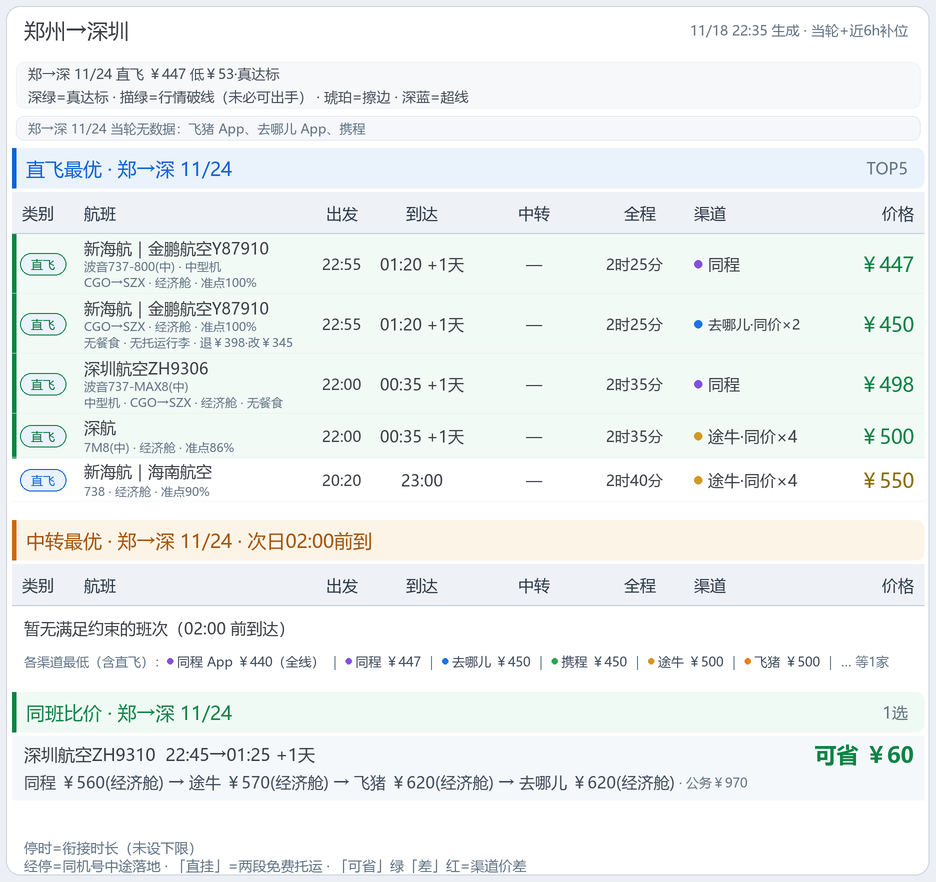 郑州→深圳
11/18 22:35 生成 · 当轮+近6h补位
郑→深 11/24 直飞 ¥447 低¥53·真达标
深绿=真达标 · 描绿=行情破线（未必可出手） · 琥珀=擦边 · 深蓝=超线
郑→深 11/24 当轮无数据：飞猪 App、去哪儿 App、携程
直飞最优 · 郑→深 11/24 TOP5
类别 航班 出发 到达 中转 全程 渠道 价格
新海航｜金鹏航空Y87910
波音737-800(中) · 中型机
直飞 22:55 01:20 +1天 — 2时25分 同程 ¥447
CGO→SZX · 经济舱 · 准点100%
新海航｜金鹏航空Y87910
CGO→SZX · 经济舱 · 准点100%
直飞 22:55 01:20 +1天 — 2时25分 去哪儿·同价×2 ¥450
无餐食 · 无托运行李 · 退¥398·改¥345
深圳航空ZH9306
波音737-MAX8(中)
直飞 22:00 00:35 +1天 — 2时35分 同程 ¥498
中型机 · CGO→SZX · 经济舱 · 无餐食
深航
直飞 22:00 00:35 +1天 — 2时35分 途牛·同价×4 ¥500
7M8(中) · 经济舱 · 准点86%
新海航｜海南航空
直飞 20:20 23:00 — 2时40分 途牛·同价×4 ¥550
738 · 经济舱 · 准点90%
中转最优 · 郑→深 11/24 · 次日02:00前到
类别 航班 出发 到达 中转 全程 渠道 价格
暂无满足约束的班次（02:00 前到达）
各渠道最低（含直飞）: 同程 App ¥440（全线） | 同程 ¥447 | 去哪儿 ¥450 | 携程 ¥450 | 途牛 ¥500 | 飞猪 ¥500 | … 等1家
同班比价 · 郑→深 11/24 1选
深圳航空ZH9310 22:45→01:25 +1天 可省 ¥60
同程 ¥560(经济舱) → 途牛 ¥570(经济舱) → 飞猪 ¥620(经济舱) → 去哪儿 ¥620(经济舱) · 公务¥970
停时=衔接时长（未设下限）
经停=同机号中途落地 · 「直挂」=两段免费托运 · 「可省」绿「差」红=渠道价差